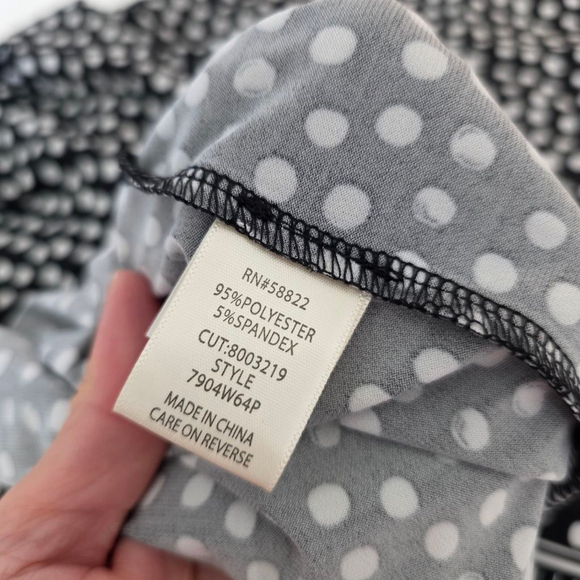 RN#58822
95%POLYESTER
5%SPANDEX
CUT:8003219
STYLE
7904W64P
MADE IN CHINA
CARE ON REVERSE